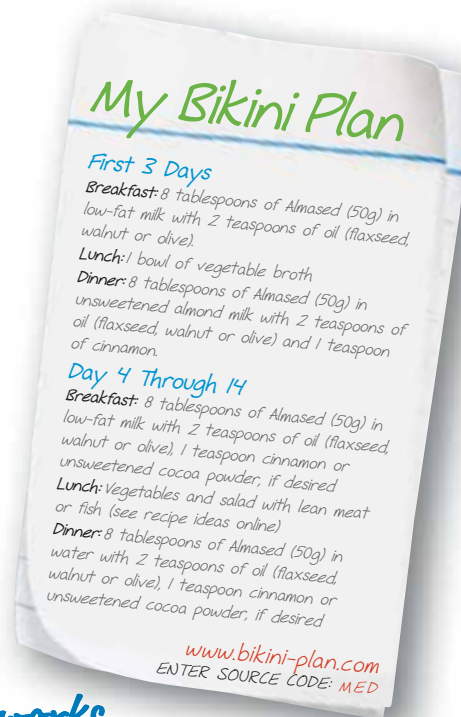 My Bikini Plan
First 3 Days
Breakfast: 8 tablespoons of Almased (50g) in
low-fat milk with 2 teaspoons of oil (flaxseed,
walnut or olive).
Lunch: 1 bowl of vegetable broth
Dinner: 8 tablespoons of Almased (50g) in
unsweetened almond milk with 2 teaspoons of
oil (flaxseed, walnut or olive) and 1 teaspoon
of cinnamon.
Day 4 Through 14
Breakfast: 8 tablespoons of Almased (50g) in
low-fat milk with 2 teaspoons of oil (flaxseed,
walnut or olive), 1 teaspoon cinnamon or
unsweetened cocoa powder, if desired
Lunch: Vegetables and salad with lean meat
or fish (see recipe ideas online)
Dinner: 8 tablespoons of Almased (50g) in
water with 2 teaspoons of oil (flaxseed,
walnut or olive), 1 teaspoon cinnamon or
unsweetened cocoa powder, if desired
www.bikini-plan.com
ENTER SOURCE CODE: MED